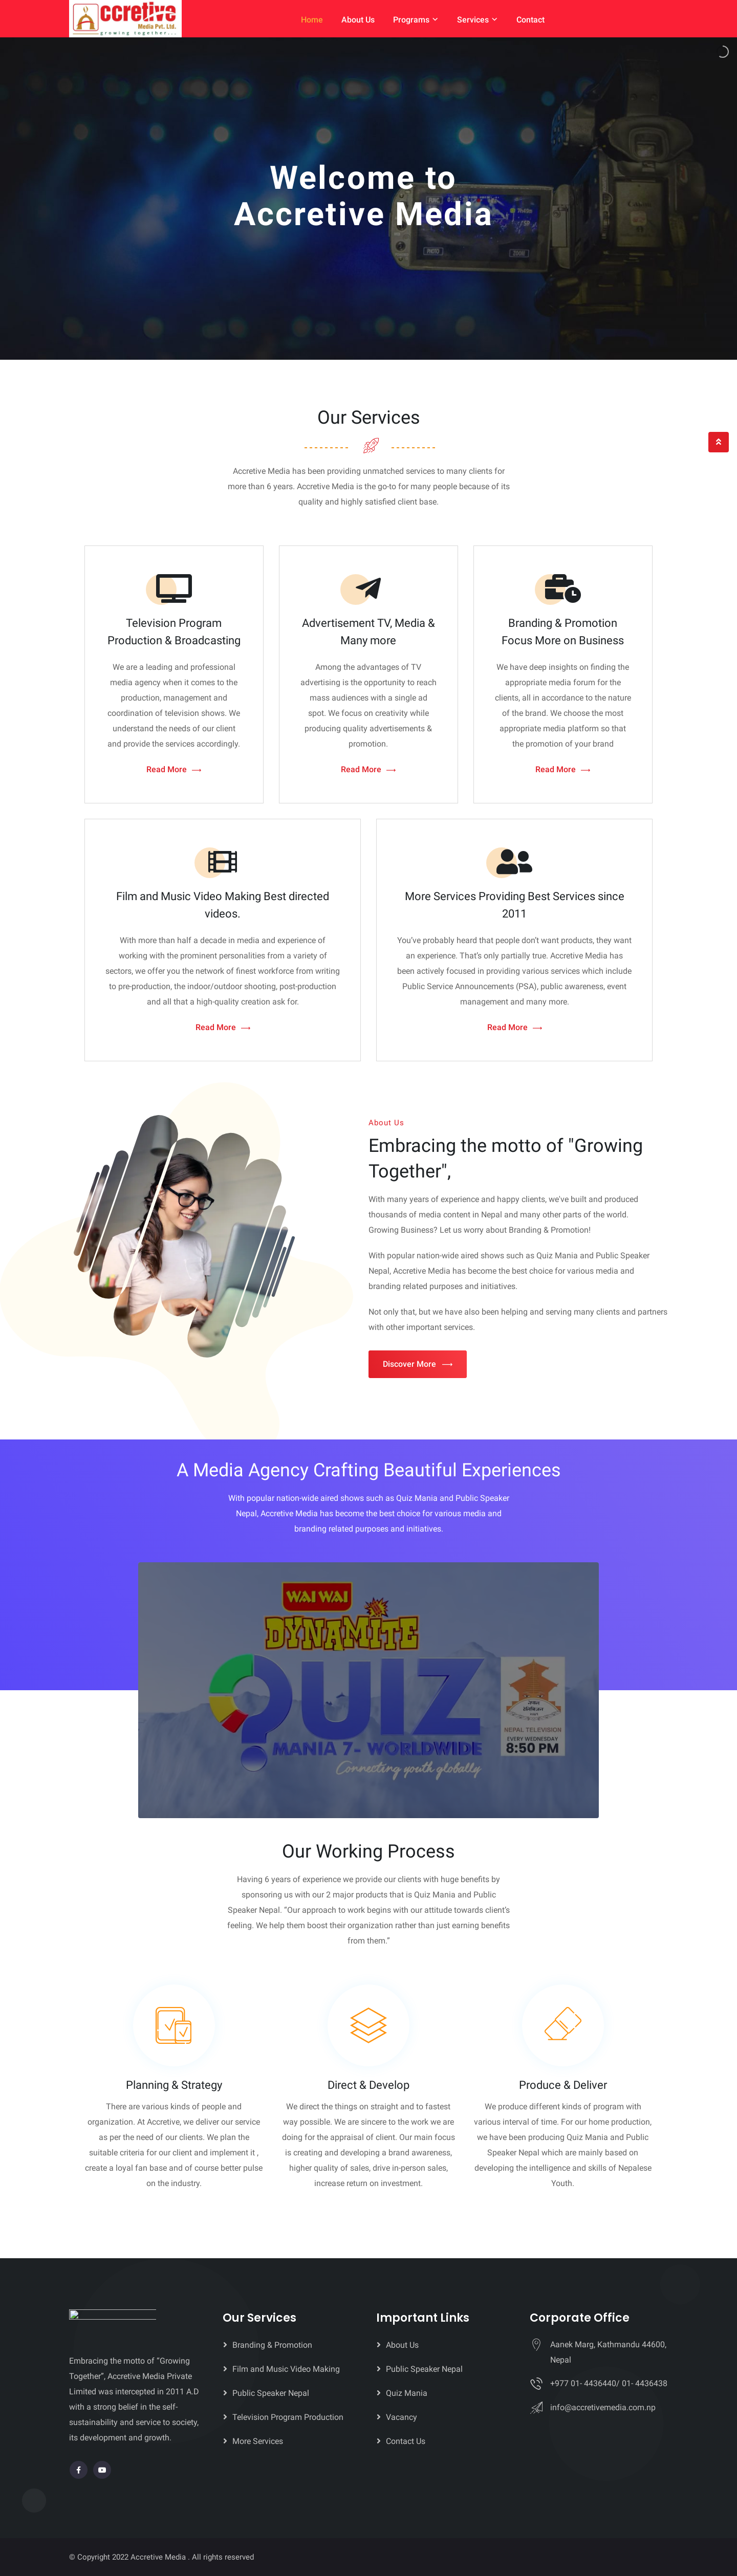 Accretive
Media Pvt. Ltd.
growing together...
Home
About Us
Programs
Services
Contact
Welcome to
Accretive Media
Our Services
Accretive Media has been providing unmatched services to many clients for
more than 6 years. Accretive Media is the go-to for many people because of its
quality and highly satisfied client base.
Television Program
Production & Broadcasting
We are a leading and professional
media agency when it comes to the
production, management and
coordination of television shows. We
understand the needs of our client
and provide the services accordingly.
Read More
Advertisement TV, Media &
Many more
Among the advantages of TV
advertising is the opportunity to reach
mass audiences with a single ad
spot. We focus on creativity while
producing quality advertisements &
promotion.
Read More
Branding & Promotion
Focus More on Business
We have deep insights on finding the
appropriate media forum for the
clients, all in accordance to the nature
of the brand. We choose the most
appropriate media platform so that
the promotion of your brand
Read More
Film and Music Video Making Best directed
videos.
With more than half a decade in media and experience of
working with the prominent personalities from a variety of
sectors, we offer you the network of finest workforce from writing
to pre-production, the indoor/outdoor shooting, post-production
and all that a high-quality creation ask for.
Read More
More Services Providing Best Services since
2011
You've probably heard that people don't want products, they want
an experience. That's only partially true. Accretive Media has
been actively focused in providing various services which include
Public Service Announcements (PSA), public awareness, event
management and many more.
Read More
About Us
Embracing the motto of "Growing
Together",
With many years of experience and happy clients, we've built and produced
thousands of media content in Nepal and many other parts of the world.
Growing Business? Let us worry about Branding & Promotion!
With popular nation-wide aired shows such as Quiz Mania and Public Speaker
Nepal, Accretive Media has become the best choice for various media and
branding related purposes and initiatives.
Not only that, but we have also been helping and serving many clients and partners
with other important services.
Discover More
A Media Agency Crafting Beautiful Experiences
With popular nation-wide aired shows such as Quiz Mania and Public Speaker
Nepal, Accretive Media has become the best choice for various media and
branding related purposes and initiatives.
WAI WAI
DYNAMITE
QUIZ
MANIA 7- WORLDWIDE
Connecting youth globally
NEPAL TELEVISION
EVERY WEDNESDAY
8:50 PM
Our Working Process
Having 6 years of experience we provide our clients with huge benefits by
sponsoring us with our 2 major products that is Quiz Mania and Public
Speaker Nepal. "Our approach to work begins with our attitude towards client's
feeling. We help them boost their organization rather than just earning benefits
from them."
Planning & Strategy
There are various kinds of people and
organization. At Accretive, we deliver our service
as per the need of our clients. We plan the
suitable criteria for our client and implement it ,
create a loyal fan base and of course better pulse
on the industry.
Direct & Develop
We direct the things on straight and to fastest
way possible. We are sincere to the work we are
doing for the appraisal of client. Our main focus
is creating and developing a brand awareness,
higher quality of sales, drive in-person sales,
increase return on investment.
Produce & Deliver
We produce different kinds of program with
various interval of time. For our home production,
we have been producing Quiz Mania and Public
Speaker Nepal which are mainly based on
developing the intelligence and skills of Nepalese
Youth.
Embracing the motto of "Growing
Together", Accretive Media Private
Limited was intercepted in 2011 A.D
with a strong belief in the self-
sustainability and service to society,
its development and growth.
Our Services
Branding & Promotion
Film and Music Video Making
Public Speaker Nepal
Television Program Production
More Services
Important Links
About Us
Public Speaker Nepal
Quiz Mania
Vacancy
Contact Us
Corporate Office
Aanek Marg, Kathmandu 44600,
Nepal
+977 01- 4436440/ 01- 4436438
info@accretivemedia.com.np
© Copyright 2022 Accretive Media . All rights reserved